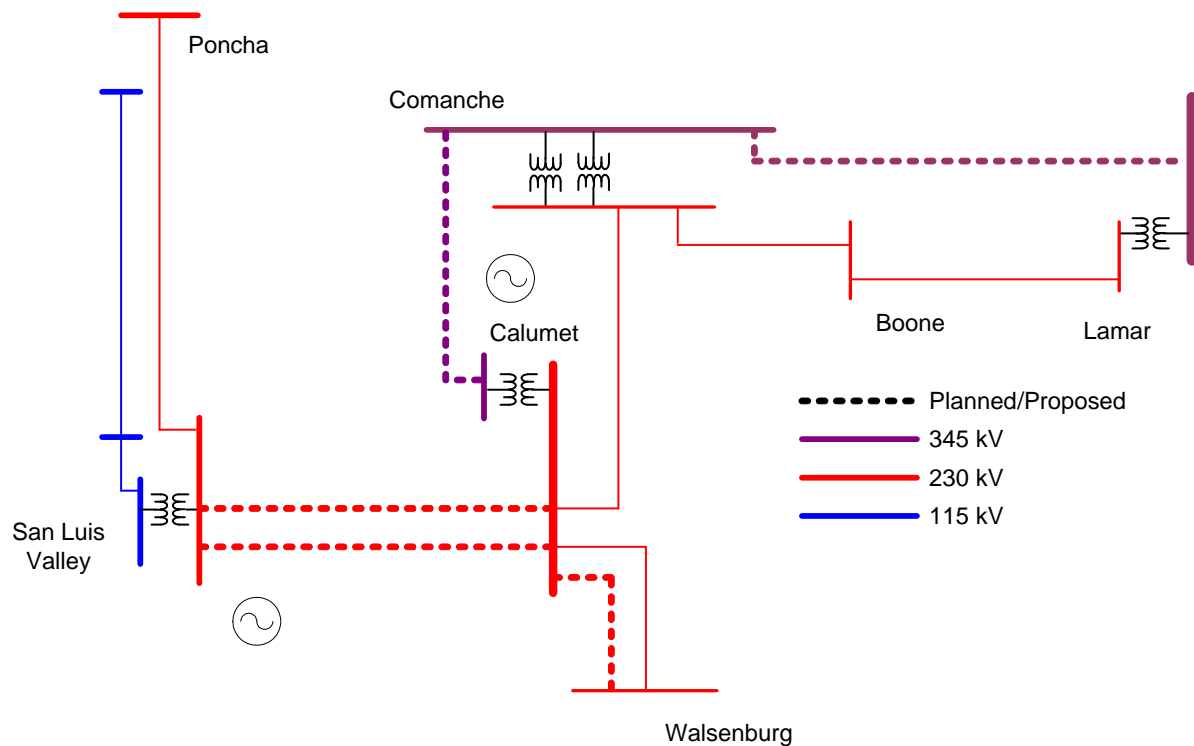 Poncha
Comanche
Calumet
Boone
Lamar
Planned/Proposed
345 kV
230 kV
115 kV
San Luis
Valley
Walsenburg